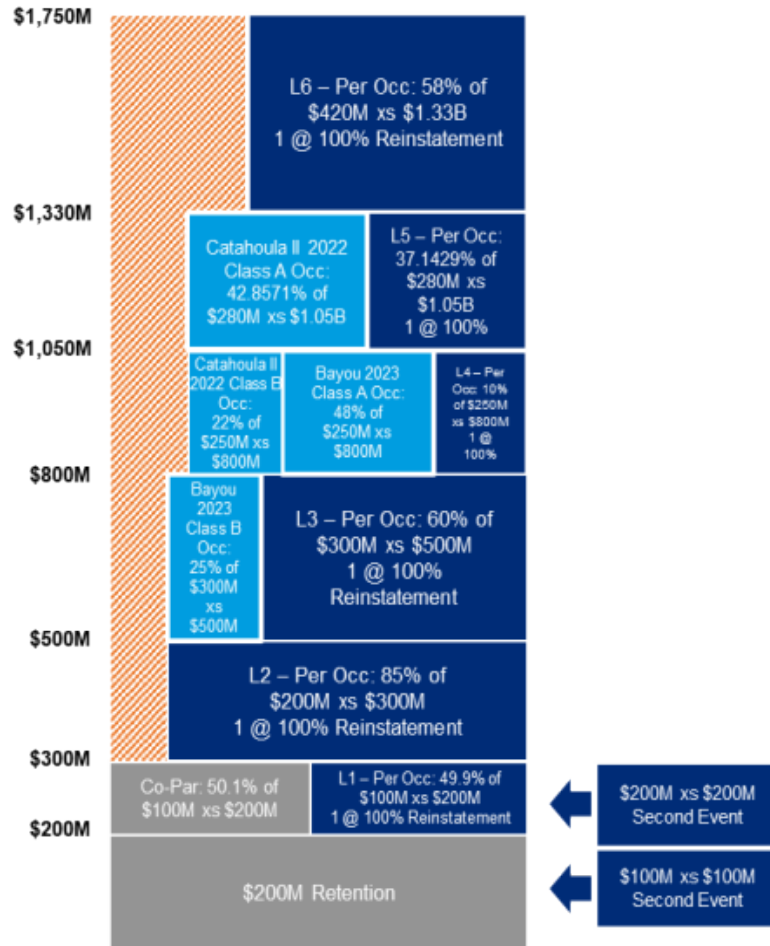 $1,750M
L6 – Per Occ: 58% of
$420M xs $1.33B
1 @ 100% Reinstatement
$1,330M
Catahoula II 2022
Class A Occ:
42.8571% of
$280M xs $1.05B
L5 – Per Occ:
37.1429% of
$280M xs
$1.05B
1 @ 100%
$1,050M
Catahoula II
2022 Class B
Occ:
22% of
$250M xs
$800M
Bayou 2023
Class A Occ:
48% of
$250M xs
$800M
L4 – Per
Occ: 10%
of $250M
xs $800M
1 @
100%
$800M
Bayou
2023
Class B
Occ:
25% of
$300M
xs
$500M
L3 – Per Occ: 60% of
$300M xs $500M
1 @ 100%
Reinstatement
$500M
L2 – Per Occ: 85% of
$200M xs $300M
1 @ 100% Reinstatement
$300M
Co-Par: 50.1% of
$100M xs $200M
L1 – Per Occ: 49.9% of
$100M xs $200M
1 @ 100% Reinstatement
$200M xs $200M
Second Event
$200M
$200M Retention
$100M xs $100M
Second Event